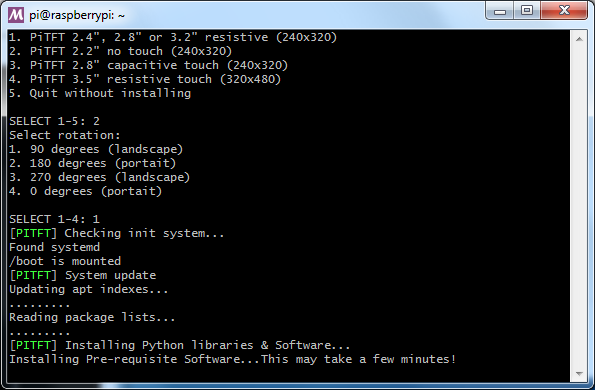 pi@raspberrypi: ~
1. PiTFT 2.4", 2.8" or 3.2" resistive (240x320)
2. PiTFT 2.2" no touch (240x320)
3. PiTFT 2.8" capacitive touch (240x320)
4. PiTFT 3.5" resistive touch (320x480)
5. Quit without installing
SELECT 1-5: 2
Select rotation:
1. 90 degrees (landscape)
2. 180 degrees (portait)
3. 270 degrees (landscape)
4. 0 degrees (portait)
SELECT 1-4: 1
[PITFT] Checking init system...
Found systemd
/boot is mounted
[PITFT] System update
Updating apt indexes...
.........
Reading package lists...
.........
[PITFT] Installing Python libraries & Software...
Installing Pre-requisite Software...This may take a few minutes!